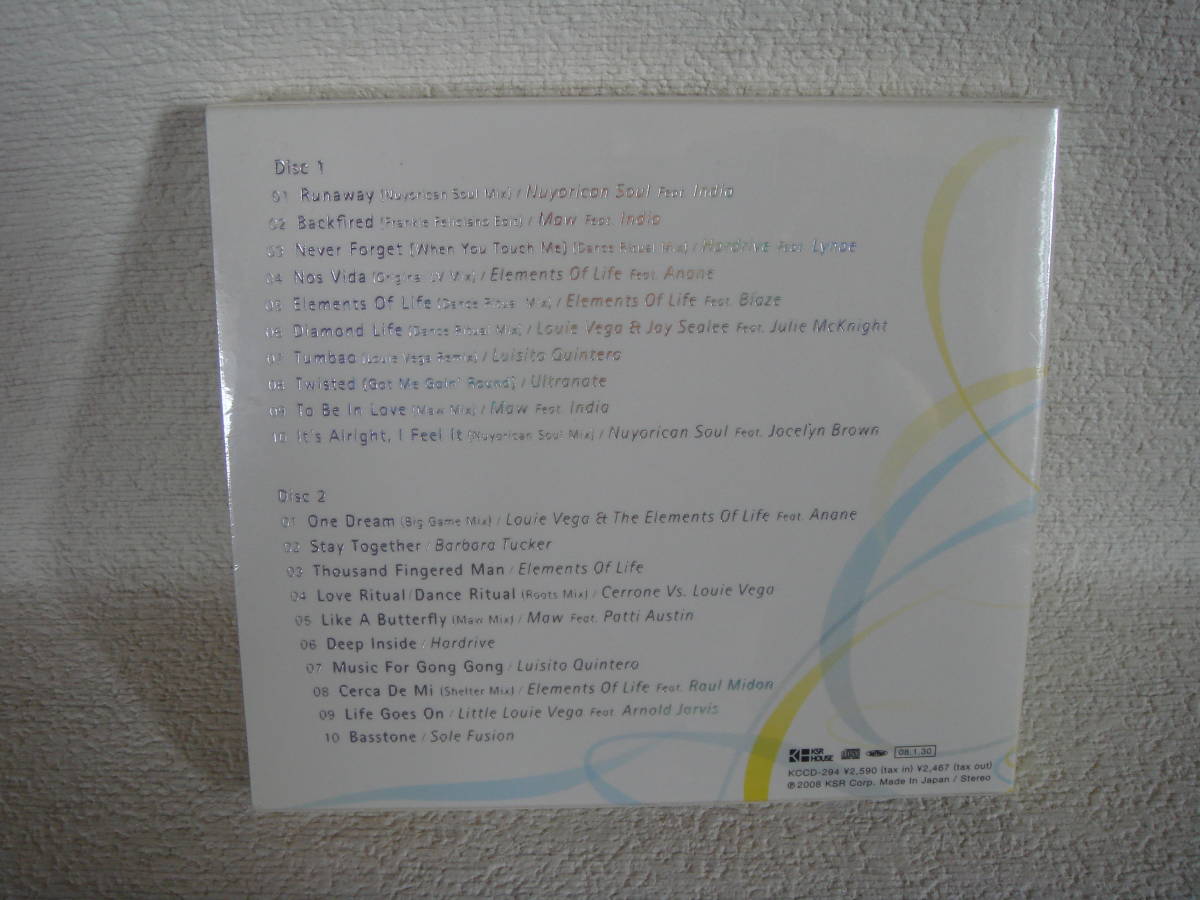 Disc 1
01 Runaway [Nuyorican Soul Mix] / Nuyorican Soul Feat. India
02 Backfired [Frankie Feliciano Edit] / Maw Feat. India
03 Never Forget [When You Touch Me] [Dance Ritual Mix] / Hardrive Feat. Lynae
04 Nos Vida [Original LV Mix] / Elements Of Life Feat. Anane
05 Elements Of Life [Dance Ritual Mix] / Elements Of Life Feat. Blaze
06 Diamond Life [Dance Ritual Mix] / Louie Vega & Jay Sealee Feat. Julie McKnight
07 Tumbao [Louie Vega Remix] / Luisito Quintero
08 Twisted [Got Me Goin' Round] / Ultranate
09 To Be In Love [Maw Mix] / Maw Feat. India
10 It's Alright, I Feel It [Nuyorican Soul Mix] / Nuyorican Soul Feat. Jocelyn Brown
Disc 2
01 One Dream (Big Game Mix) / Louie Vega & The Elements Of Life Feat. Anane
02 Stay Together / Barbara Tucker
03 Thousand Fingered Man / Elements Of Life
04 Love Ritual/Dance Ritual (Roots Mix) / Cerrone Vs. Louie Vega
05 Like A Butterfly (Maw Mix) / Maw Feat. Patti Austin
06 Deep Inside / Hardrive
07 Music For Gong Gong / Luisito Quintero
08 Cerca De Mi (Shelter Mix) / Elements Of Life Feat. Raul Midon
09 Life Goes On / Little Louie Vega Feat. Arnold Jarvis
10 Basstone / Sole Fusion
KSR HOUSE 08.1.30
KCCD-294 ¥2,590 (tax in) ¥2,467 (tax out)
℗2008 KSR Corp. Made In Japan / Stereo